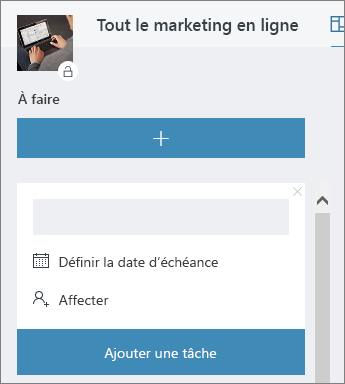 Tout le marketing en ligne
À faire
Définir la date d'échéance
Affecter
Ajouter une tâche